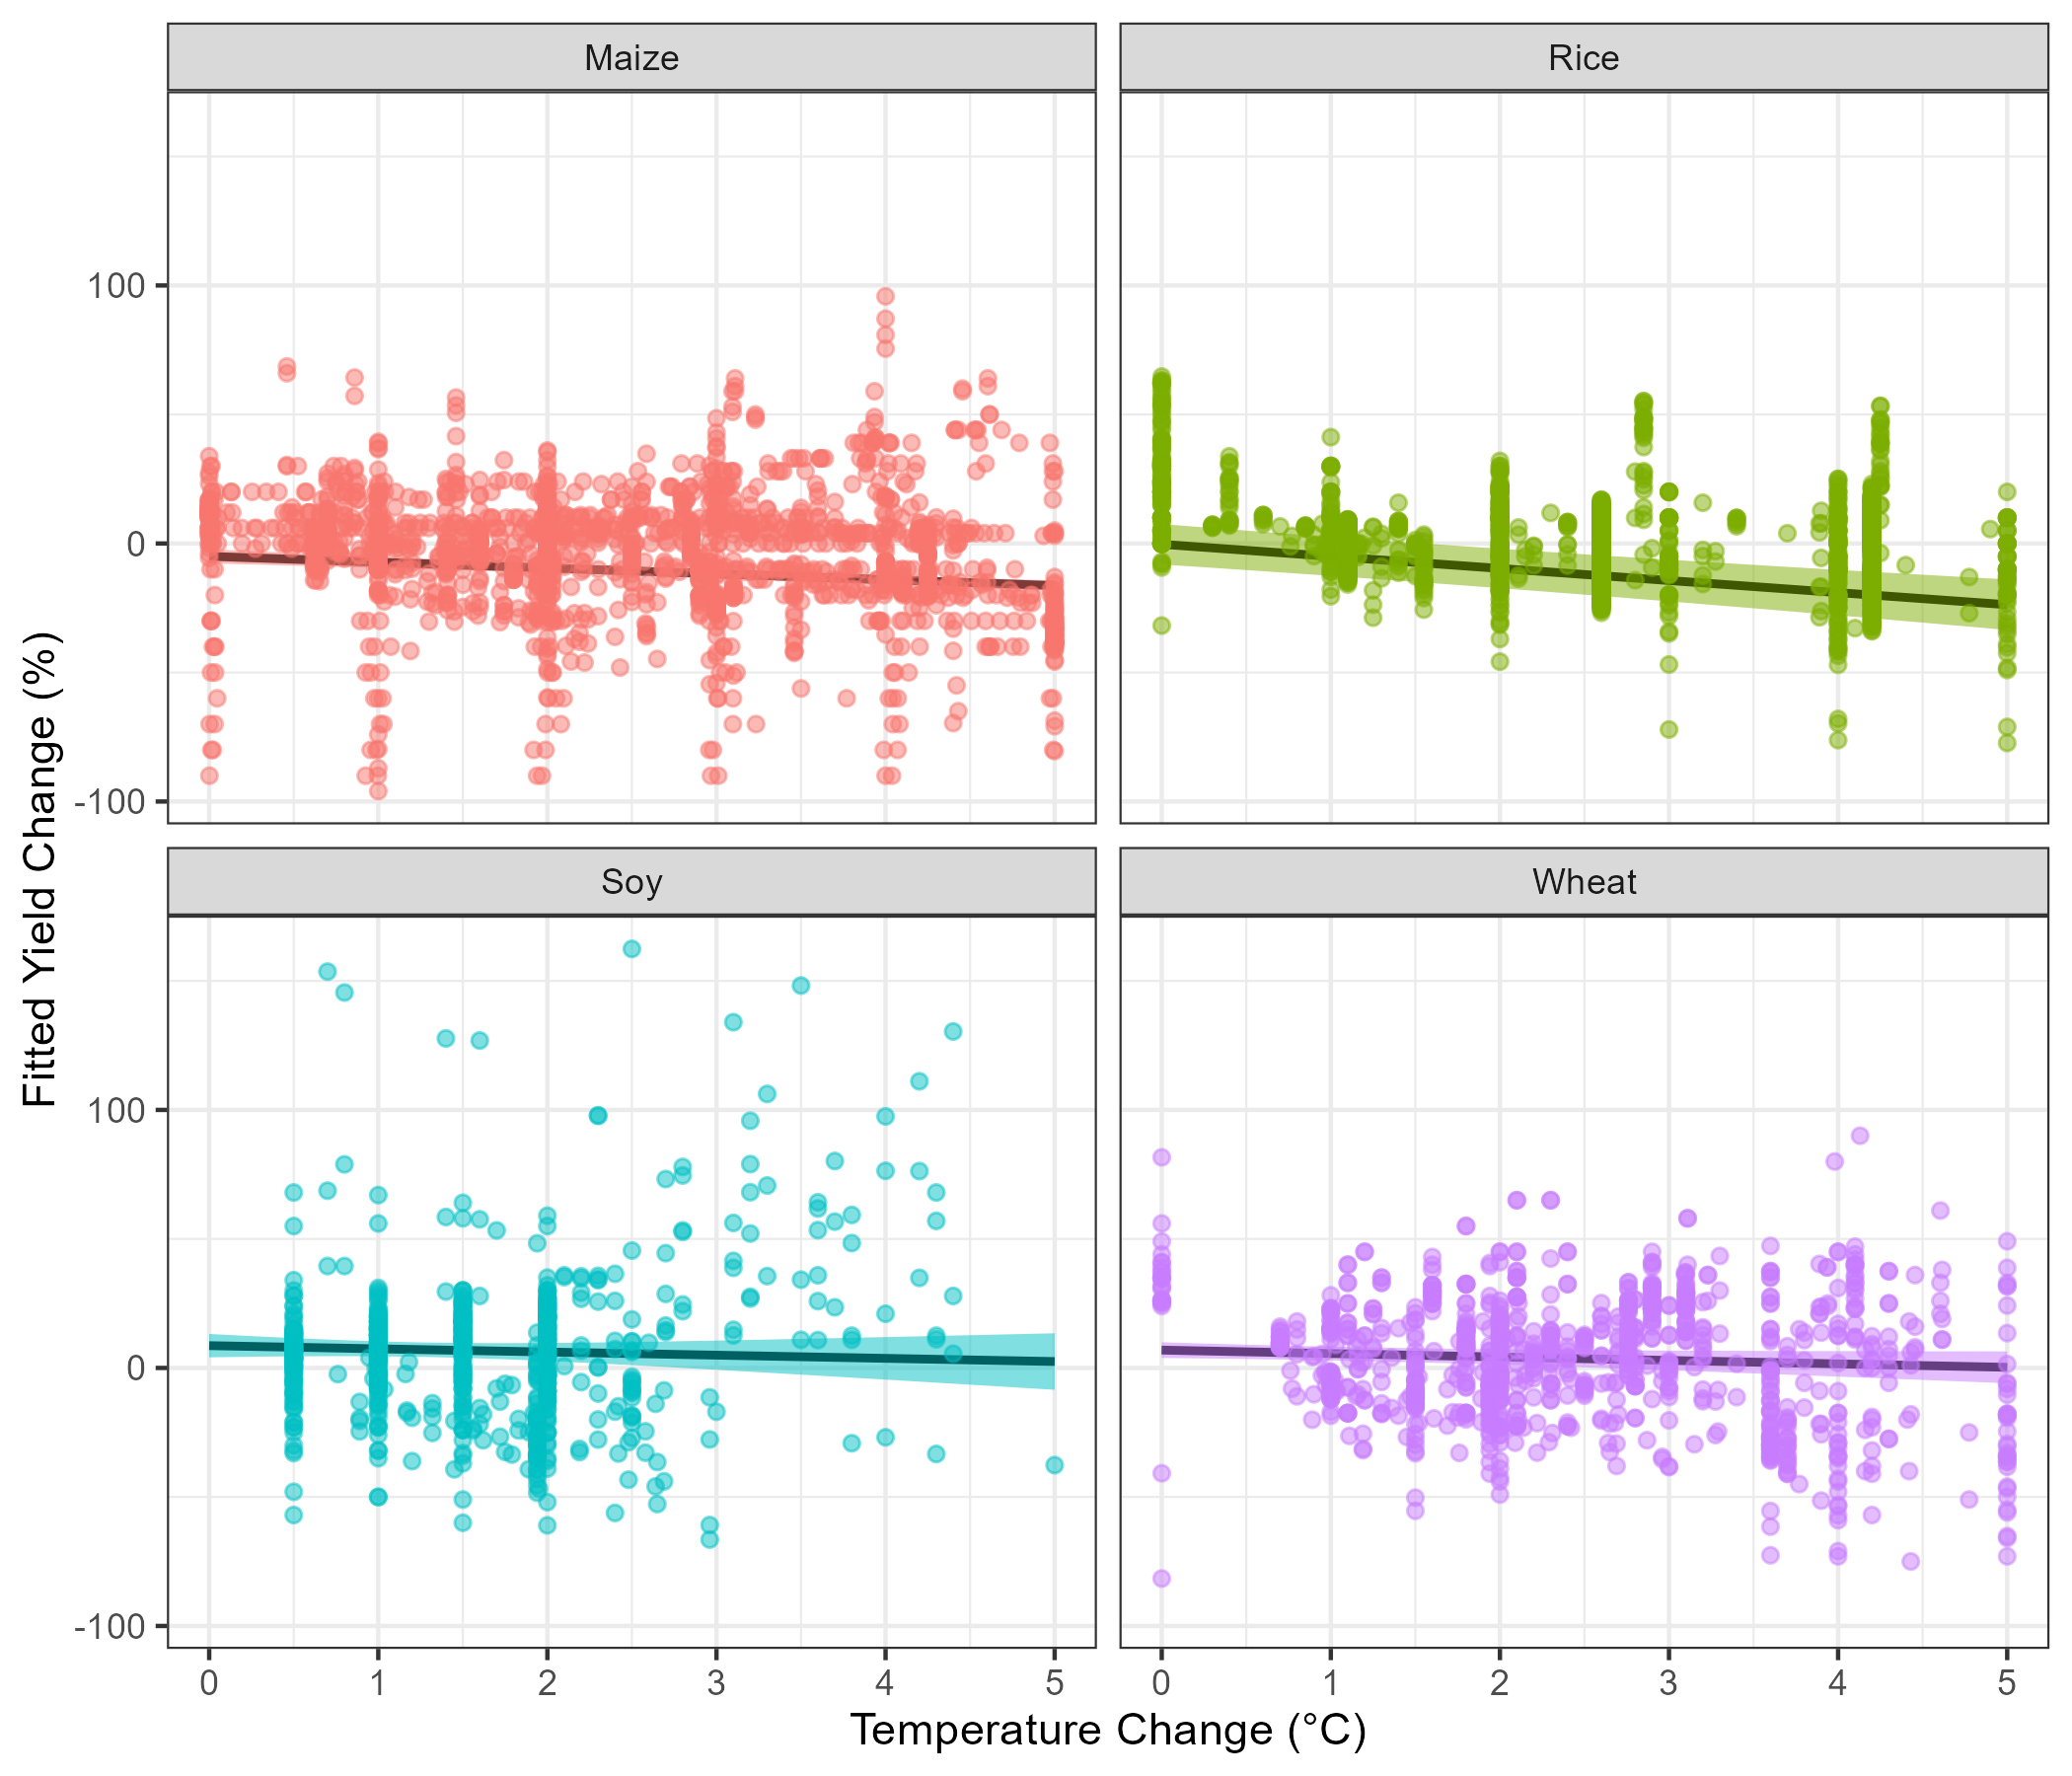 Maize
Rice
100
0
-100
Soy
Wheat
100
0
-100
0 1 2 3 4 5
0 1 2 3 4 5
Temperature Change (°C)
Fitted Yield Change (%)